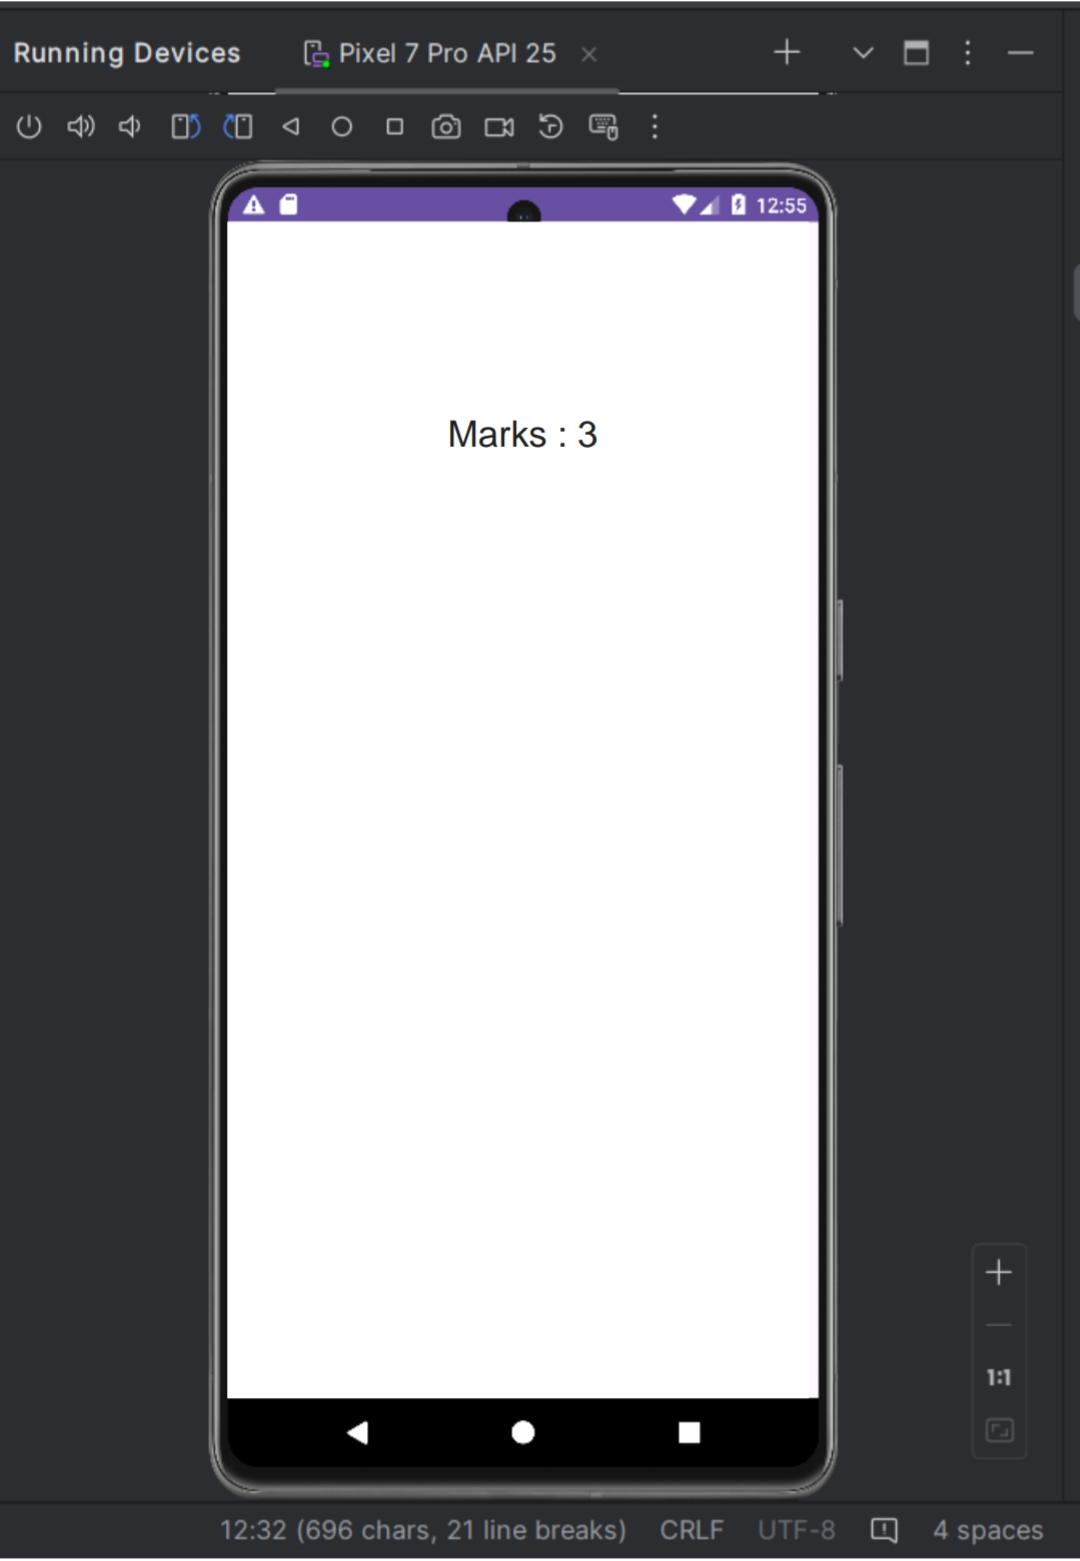 Running Devices
Pixel 7 Pro API 25
12:55
Marks : 3
1:1
12:32 (696 chars, 21 line breaks)
CRLF
UTF-8
4 spaces